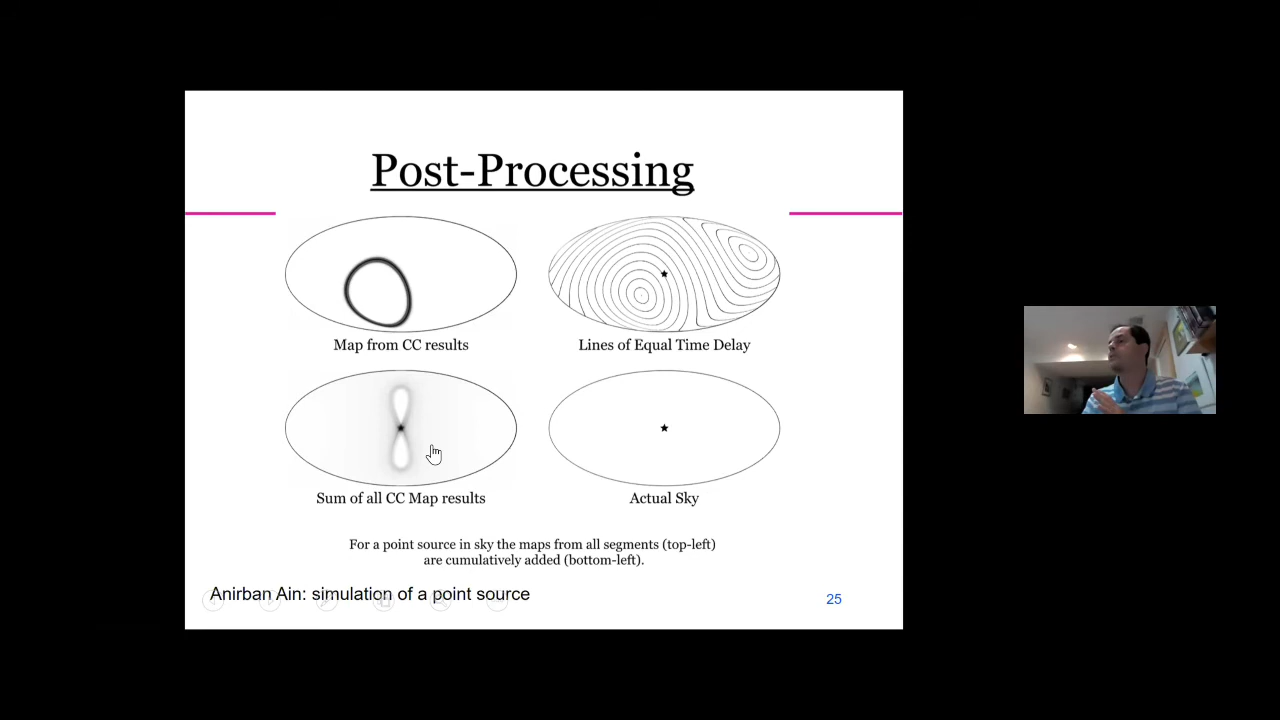 Post-Processing
Map from CC results
Lines of Equal Time Delay
Sum of all CC Map results
Actual Sky
For a point source in sky the maps from all segments (top-left)
are cumulatively added (bottom-left).
Anirban Ain: simulation of a point source
25